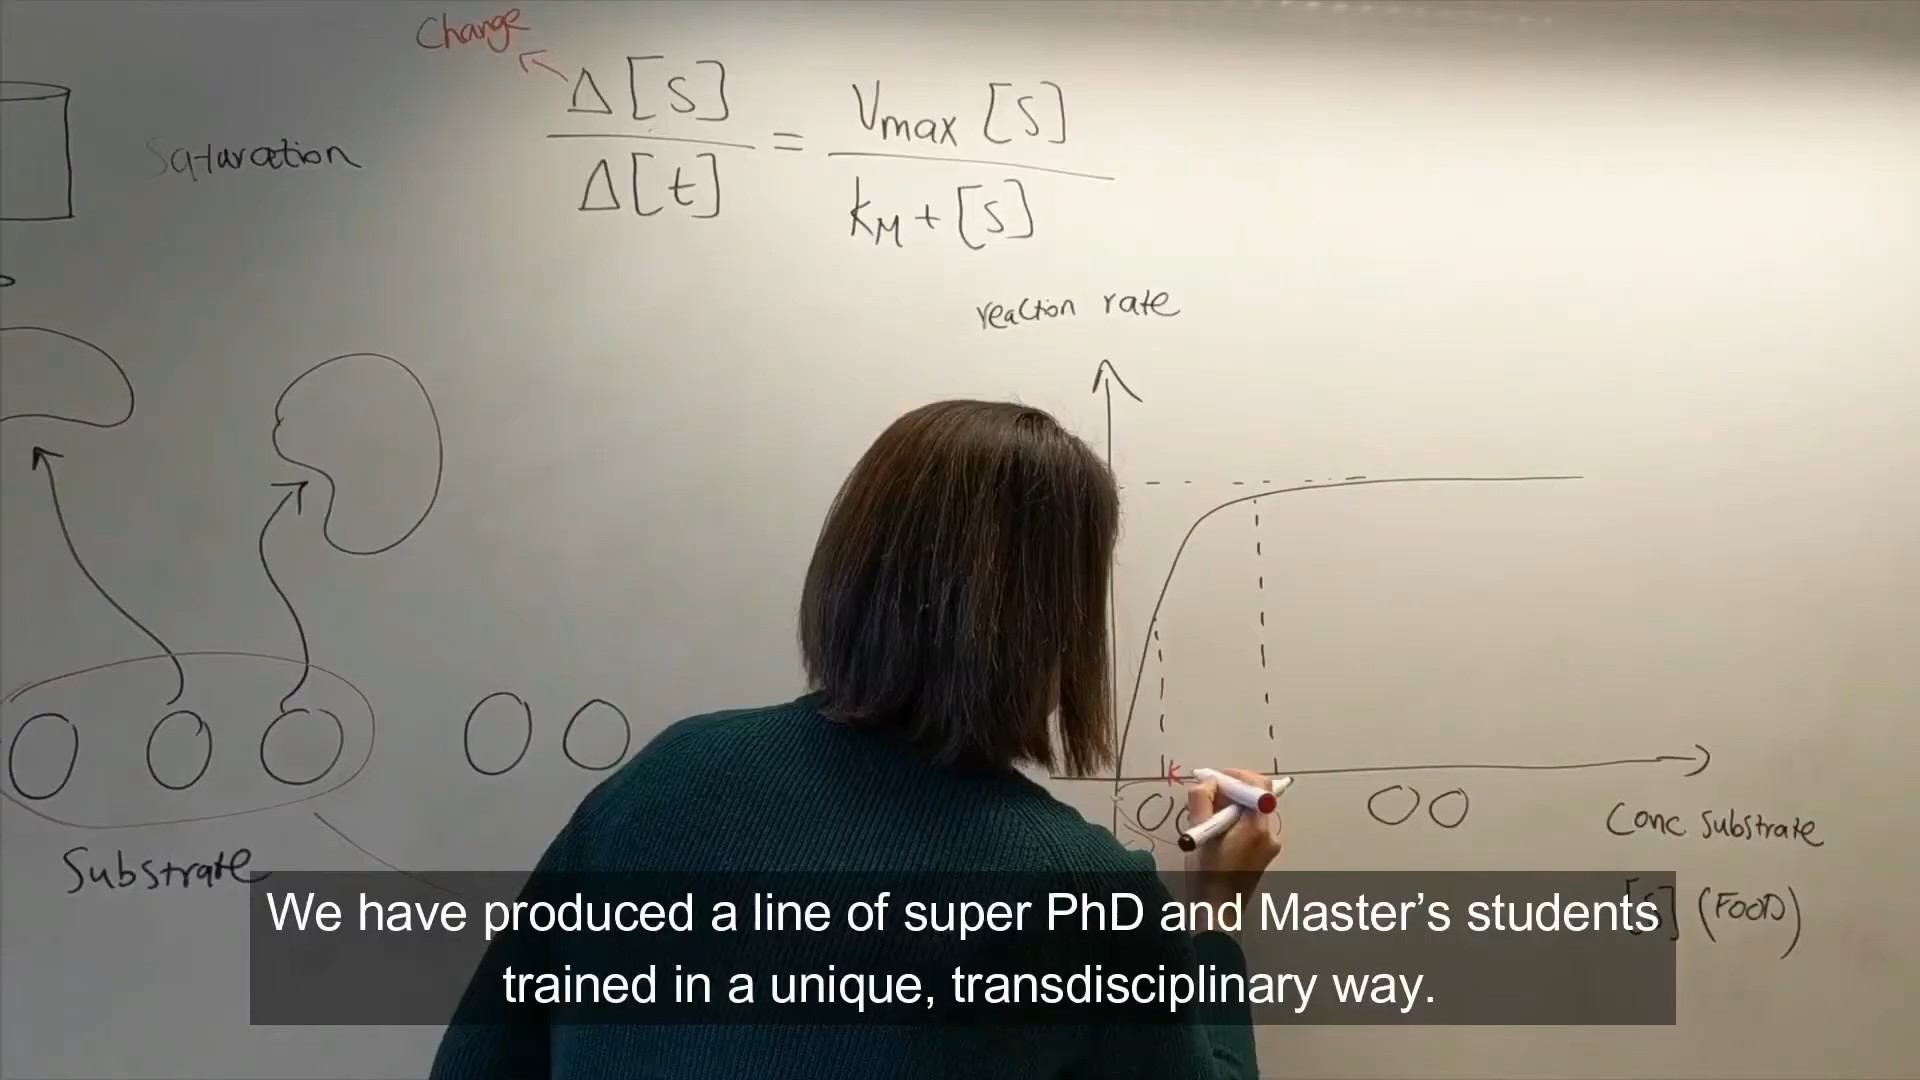 Change
Δ[S]
Δ[t]
=
Vmax [S]
kM + [S]
Saturation
reaction rate
K
Conc. Substrate
[S] (FOOD)
Substrate
We have produced a line of super PhD and Master’s students
trained in a unique, transdisciplinary way.